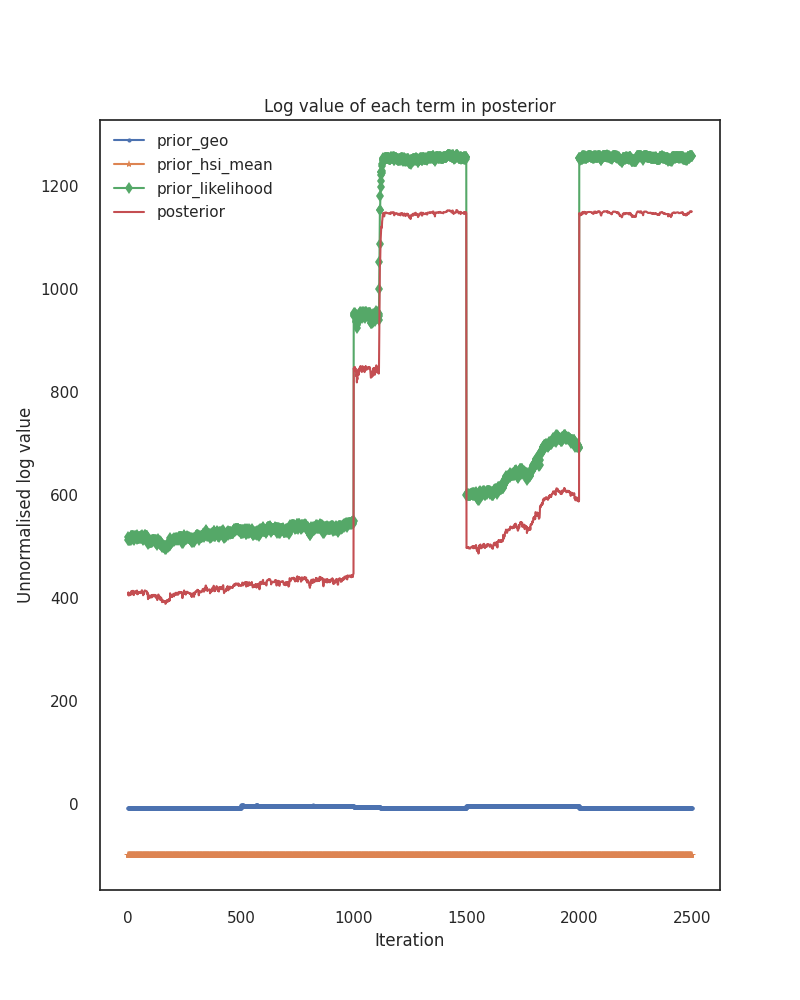 Log value of each term in posterior
prior_geo
prior_hsi_mean
prior_likelihood
posterior
1200
1000
800
600
400
200
0
Unnormalised log value
0 500 1000 1500 2000 2500
Iteration